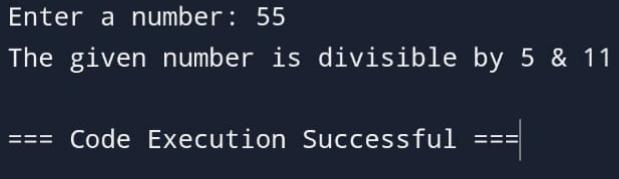 Enter a number: 55
The given number is divisible by 5 & 11
=== Code Execution Successful ===